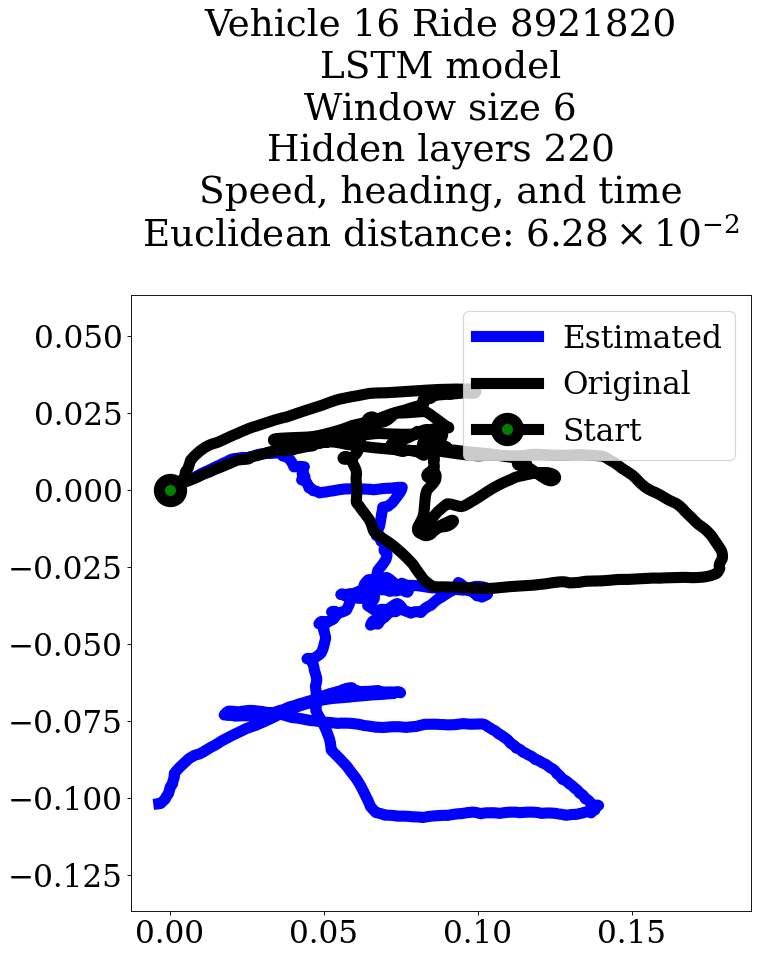 Vehicle 16 Ride 8921820
LSTM model
Window size 6
Hidden layers 220
Speed, heading, and time
Euclidean distance: 6.28 × 10⁻²
Estimated
Original
Start
0.050
0.025
0.000
−0.025
−0.050
−0.075
−0.100
−0.125
0.00 0.05 0.10 0.15